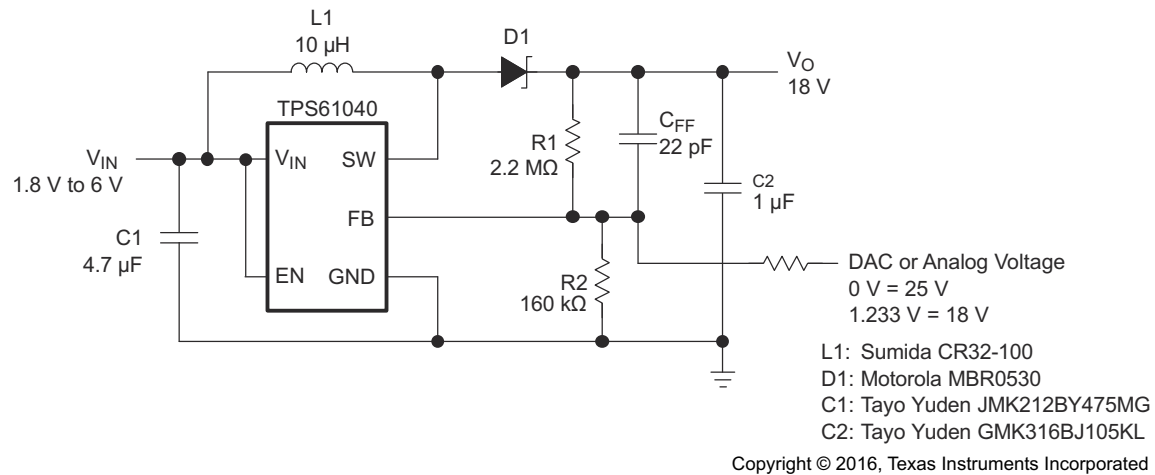 L1
10 µH
D1
VO
18 V
TPS61040
CFF
22 pF
R1
2.2 MΩ
VIN
1.8 V to 6 V
VIN
SW
C2
1 µF
FB
C1
4.7 µF
EN
GND
R2
160 kΩ
DAC or Analog Voltage
0 V = 25 V
1.233 V = 18 V
L1: Sumida CR32-100
D1: Motorola MBR0530
C1: Tayo Yuden JMK212BY475MG
C2: Tayo Yuden GMK316BJ105KL
Copyright © 2016, Texas Instruments Incorporated